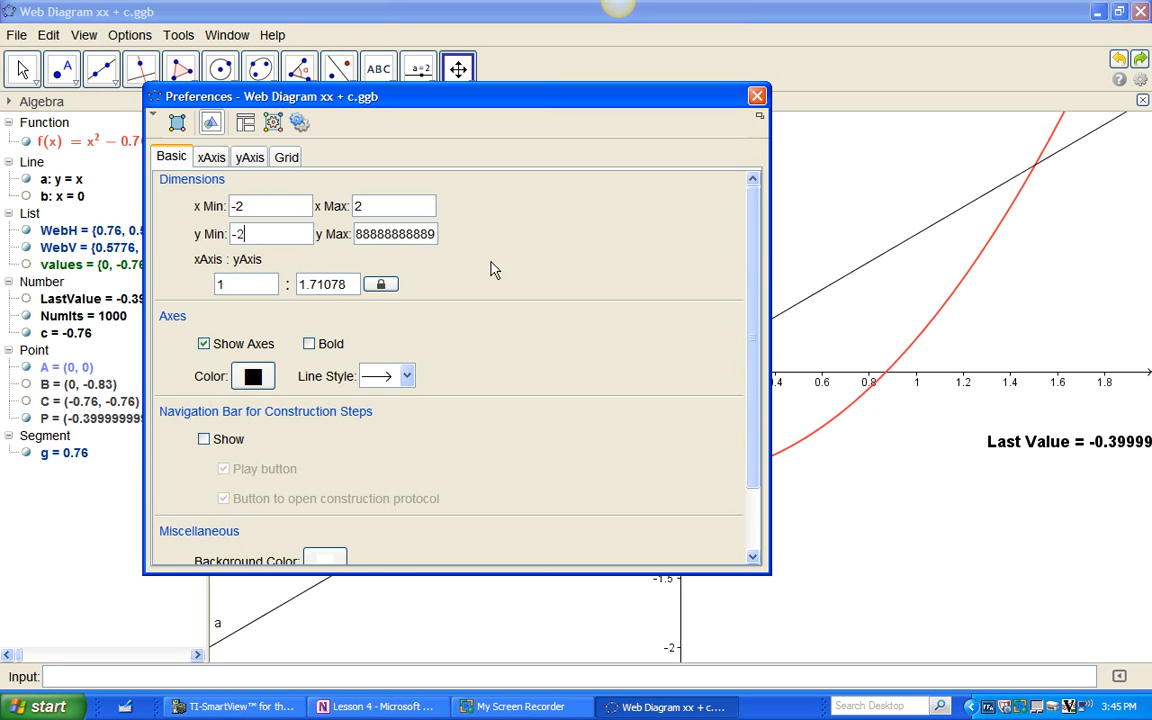 Web Diagram xx + c.ggb
File Edit View Options Tools Window Help
ABC a=2
Preferences - Web Diagram xx + c.ggb
Algebra
Function
f(x) = x² - 0.7
Line
a: y = x
b: x = 0
List
WebH = {0.76, 0.5
WebV = {0.5776,
values = {0, -0.76
Number
LastValue = -0.39
NumIts = 1000
c = -0.76
Point
A = (0, 0)
B = (0, -0.83)
C = (-0.76, -0.76)
P = (-0.399999999
Segment
g = 0.76
Basic xAxis yAxis Grid
Dimensions
x Min: -2 x Max: 2
y Min: -2 y Max: 88888888889
xAxis : yAxis
1 : 1.71078
Axes
Show Axes Bold
Color: Line Style:
Navigation Bar for Construction Steps
Show
Play button
Button to open construction protocol
Miscellaneous
Background Color:
0.4 0.6 0.8 1 1.2 1.4 1.6 1.8
Last Value = -0.39999
-1.5
a
-2
Input:
start TI-SmartView™ for th... Lesson 4 - Microsoft ... My Screen Recorder Web Diagram xx + c.... Search Desktop 3:45 PM